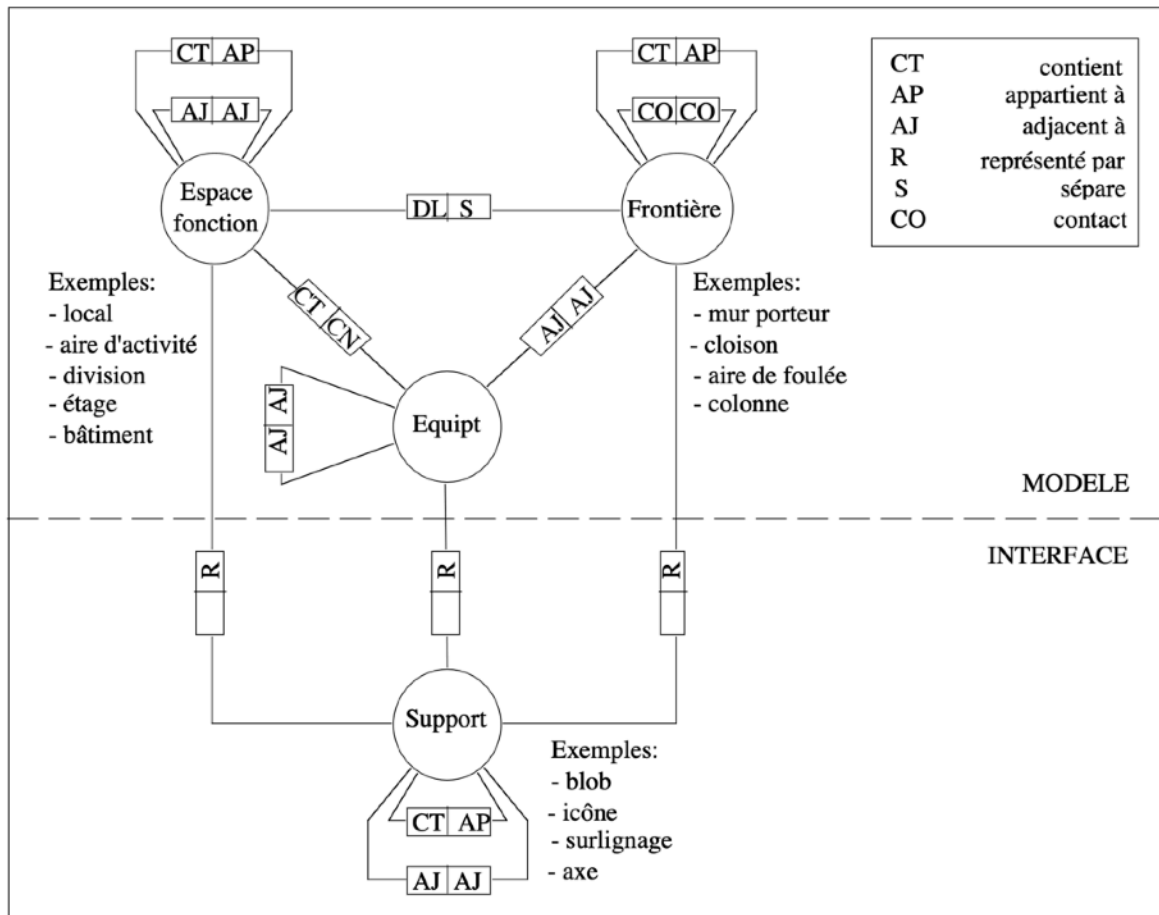 CT AP
AJ AJ
Espace
fonction
DL S
CT AP
CO CO
Frontière
CT contient
AP appartient à
AJ adjacent à
R représenté par
S sépare
CO contact
Exemples:
- local
- aire d'activité
- division
- étage
- bâtiment
CT CN
AJ AJ
Exemples:
- mur porteur
- cloison
- aire de foulée
- colonne
AJ AJ
Equipt
MODELE
INTERFACE
R
R
R
Support
Exemples:
- blob
- icône
- surlignage
- axe
CT AP
AJ AJ